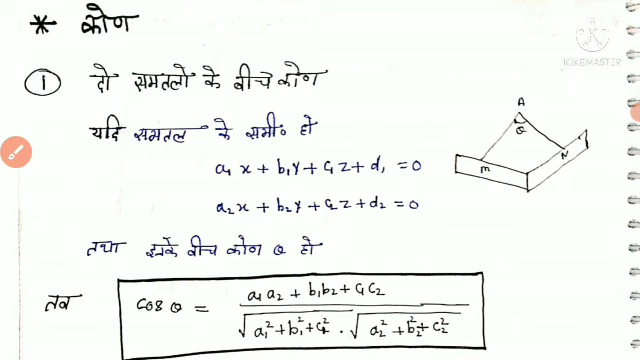 * कोण
K
KINEMASTER
① दो समतलो के बीच कोण
यदि समतल के समी० हो
a₁x + b₁y + c₁z + d₁ = 0
a₂x + b₂y + c₂z + d₂ = 0
A
θ
M
N
तथा इनके बीच कोण θ हो
तब cos θ = a₁a₂ + b₁b₂ + c₁c₂ / √a₁² + b₁² + c₁² · √a₂² + b₂² + c₂²